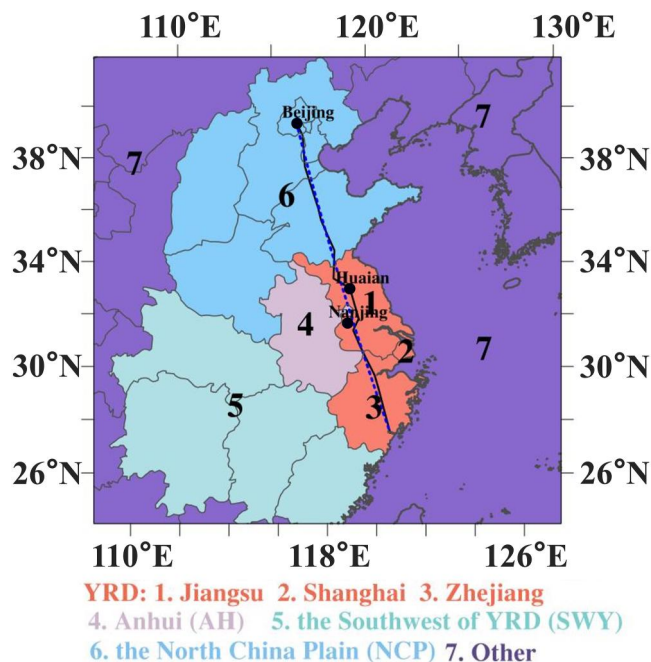 110°E 120°E 130°E
Beijing
7
38°N 7 38°N
6
34°N 34°N
Huaian
1
Nanjing
4
2 7
30°N 30°N
5 3
26°N 26°N
110°E 118°E 126°E
YRD: 1. Jiangsu 2. Shanghai 3. Zhejiang
4. Anhui (AH) 5. the Southwest of YRD (SWY)
6. the North China Plain (NCP) 7. Other